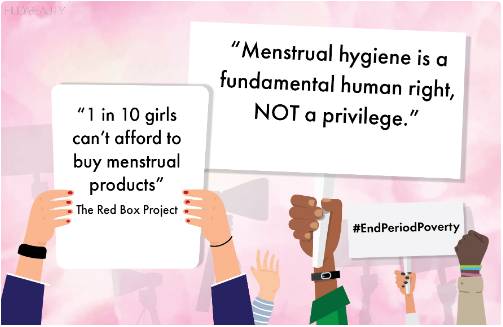 HUDABEAUTY
“Menstrual hygiene is a
fundamental human right,
NOT a privilege.”
“1 in 10 girls
can’t afford to
buy menstrual
products”
The Red Box Project
#EndPeriodPoverty